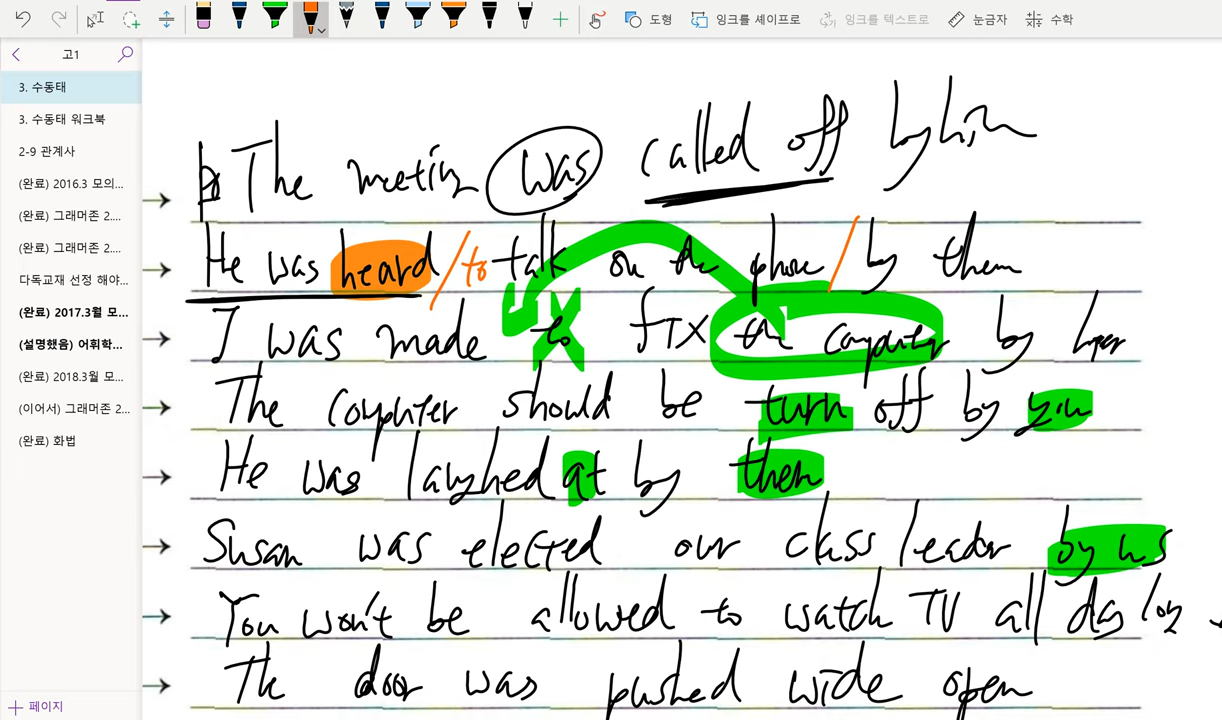 도형
잉크를 셰이프로
잉크를 텍스트로
눈금자
수학
고1
3. 수동태
3. 수동태 워크북
2-9 관계사
(완료) 2016.3 모의...
(완료) 그래머존 2....
(완료) 그래머존 2....
다독교재 선정 해야...
(완료) 2017.3월 모...
(설명했음) 어휘학...
(완료) 2018.3월 모...
(이어서) 그래머존 2...
(완료) 화법
페이지
The meeting was called off by him
He was heard / to talk on the phone / by them
I was made to fix the computer by
The computer should be turn off by you
He was laughed at by them
Susan was elected our class leader by us
You won't be allowed to watch TV all day long
The door was pushed wide open